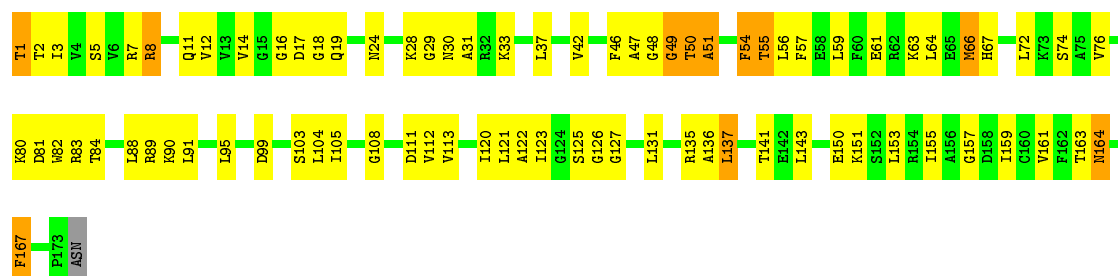 T1 T2 I3 V4 S5 V6 R7 R8 Q11 V12 V13 V14 G15 G16 D17 G18 Q19 N24 K28 G29 N30 A31 R32 K33 L37 V42 F46 A47 G48 G49 T50 A51 F54 T55 L56 F57 E58 L59 F60 E61 R62 K63 L64 E65 M66 H67 L72 K73 S74 A75 V76
K80 D81 W82 R83 T84 L88 R89 K90 L91 L95 D99 S103 L104 I105 G108 D111 V112 V113 I120 L121 A122 I123 G124 S125 G126 G127 L131 R135 A136 L137 T141 E142 L143 E150 K151 S152 L153 R154 I155 A156 G157 D158 I159 C160 V161 F162 T163 N164
F167 P173 ASN